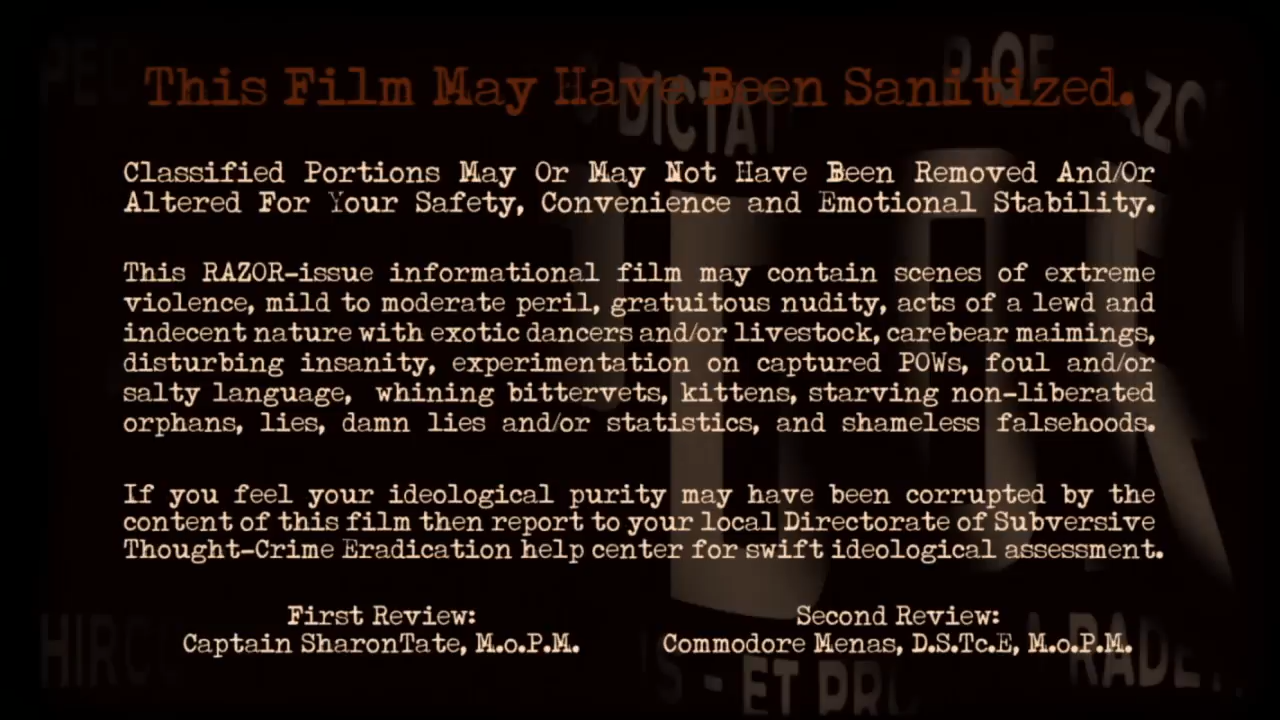 This Film May Have Been Sanitized.
Classified Portions May Or May Not Have Been Removed And/Or
Altered For Your Safety, Convenience and Emotional Stability.
This RAZOR-issue informational film may contain scenes of extreme
violence, mild to moderate peril, gratuitous nudity, acts of a lewd and
indecent nature with exotic dancers and/or livestock, carebear maimings,
disturbing insanity, experimentation on captured POWs, foul and/or
salty language, whining bittervets, kittens, starving non-liberated
orphans, lies, damn lies and/or statistics, and shameless falsehoods.
If you feel your ideological purity may have been corrupted by the
content of this film then report to your local Directorate of Subversive
Thought-Crime Eradication help center for swift ideological assessment.
First Review:
Captain SharonTate, M.o.P.M.
Second Review:
Commodore Menas, D.S.Tc.E, M.o.P.M.